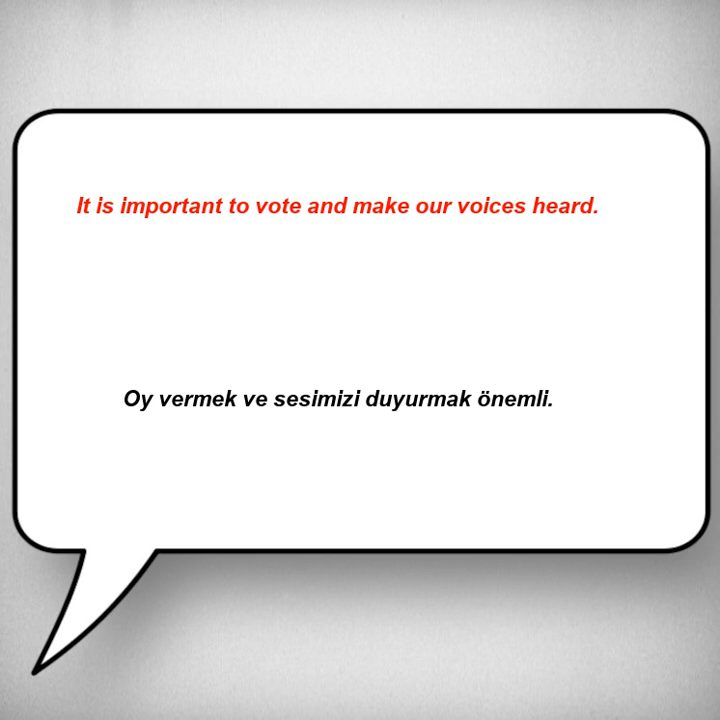 It is important to vote and make our voices heard.
Oy vermek ve sesimizi duyurmak önemli.